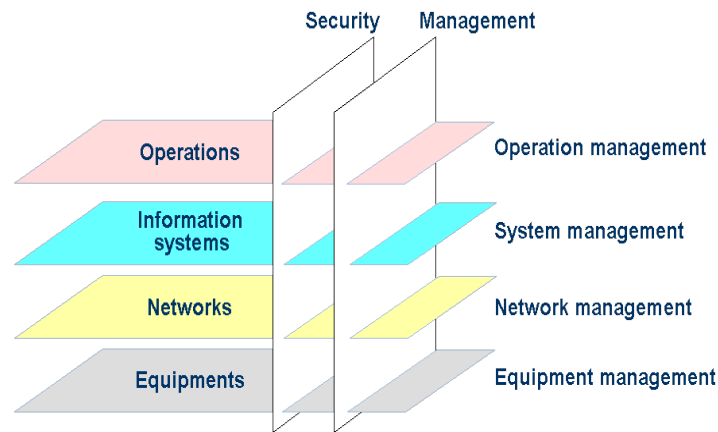 Security Management
Operations
Operation management
Information
systems
System management
Networks
Network management
Equipments
Equipment management